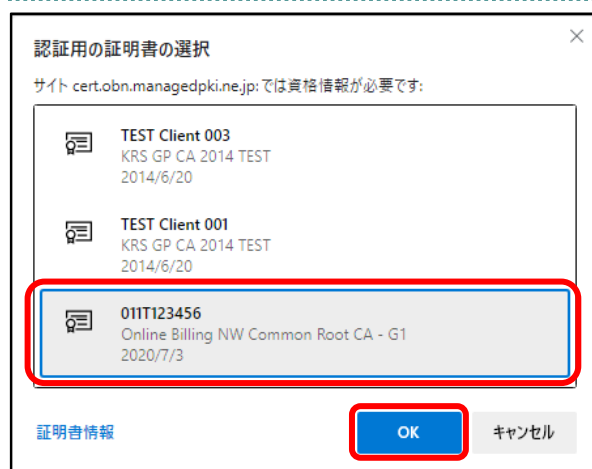 認証用の証明書の選択
サイト cert.obn.managedpki.ne.jp:では資格情報が必要です:
TEST Client 003
KRS GP CA 2014 TEST
2014/6/20
TEST Client 001
KRS GP CA 2014 TEST
2014/6/20
011T123456
Online Billing NW Common Root CA - G1
2020/7/3
証明書情報
OK
キャンセル